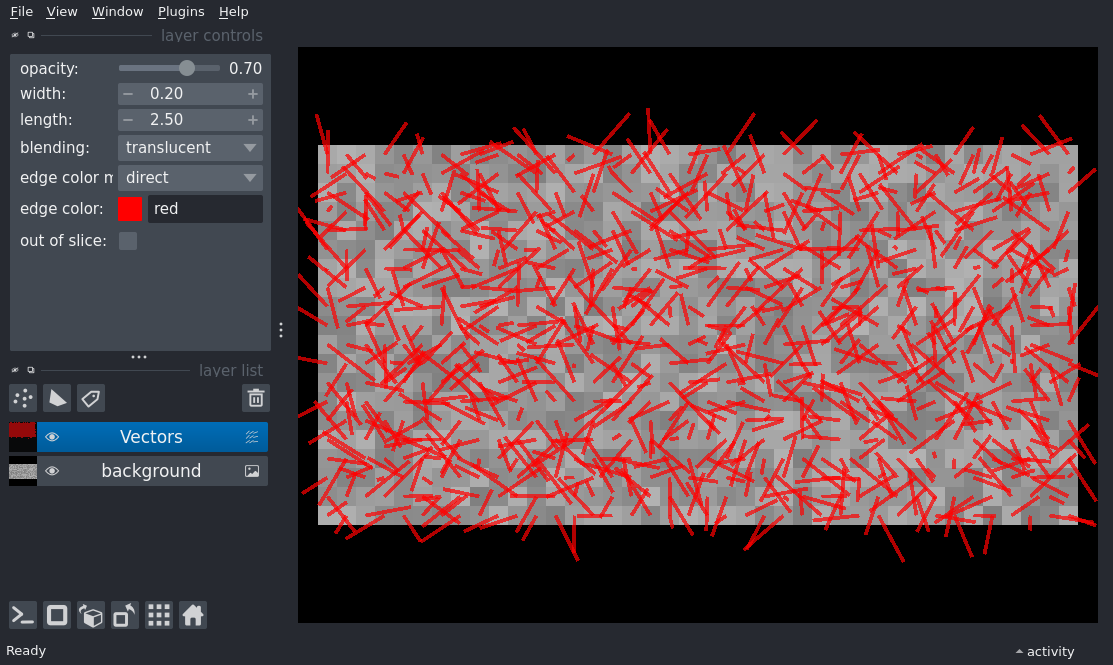 File View Window Plugins Help
layer controls
opacity: 0.70
width: − 0.20 +
length: − 2.50 +
blending: translucent
edge color m direct
edge color: red
out of slice:
layer list
Vectors
background
Ready
activity